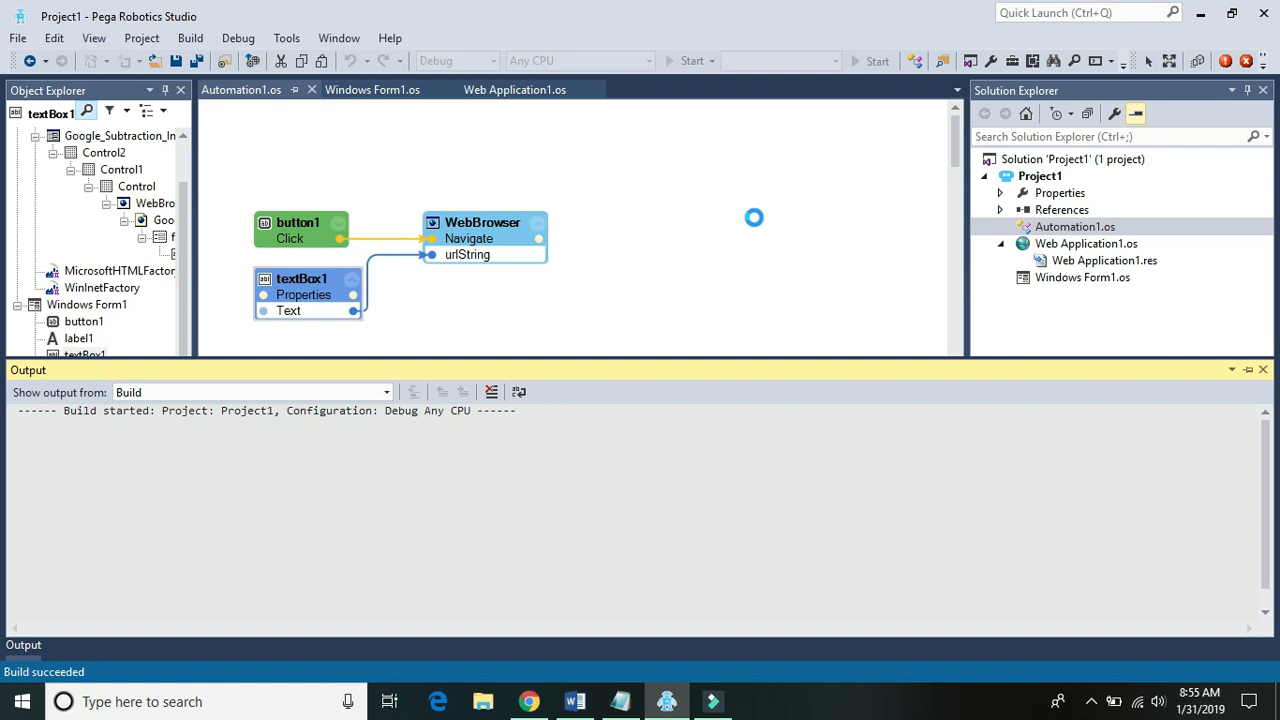 Project1 - Pega Robotics Studio
Quick Launch (Ctrl+Q)
File Edit View Project Build Debug Tools Window Help
Debug Any CPU Start Start
Object Explorer
textBox1
Google_Subtraction_In
Control2
Control1
Control
WebBro
Goo
f
MicrosoftHTMLFactory
WinInetFactory
Windows Form1
button1
label1
textBox1
Automation1.os Windows Form1.os Web Application1.os
button1
Click
WebBrowser
Navigate
urlString
textBox1
Properties
Text
Solution Explorer
Search Solution Explorer (Ctrl+;)
Solution 'Project1' (1 project)
Project1
Properties
References
Automation1.os
Web Application1.os
Web Application1.res
Windows Form1.os
Output
Show output from: Build
------ Build started: Project: Project1, Configuration: Debug Any CPU ------
Output
Build succeeded
Type here to search
8:55 AM
1/31/2019